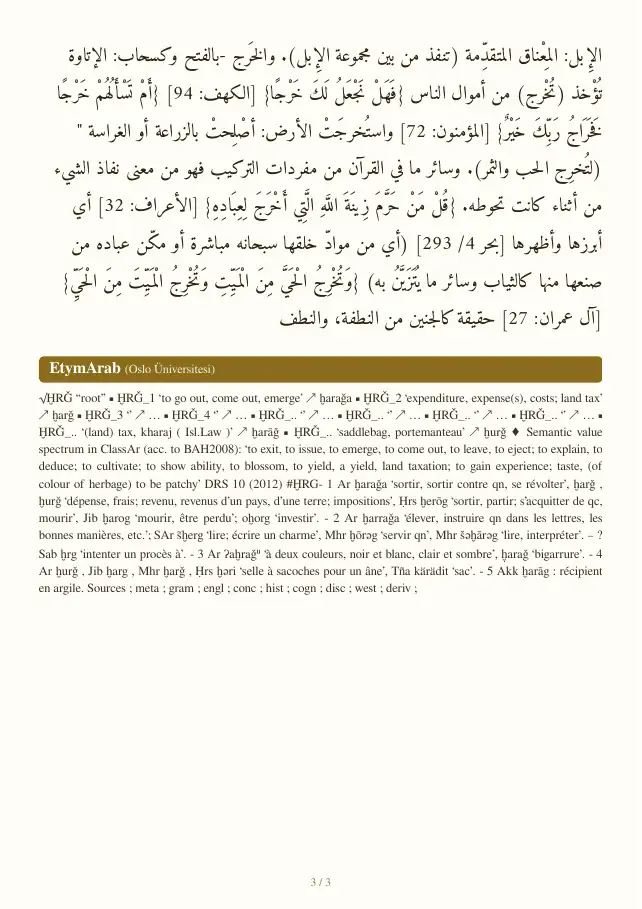 الإبل: المِعْناق المتقدِّمة (تنفذ من بين مجموعة الإبل). والخَرج -بالفتح وكسحاب: الإتاوة
تُؤْخذ (تُخْرج) من أموال الناس {فَهَلْ نَجْعَلُ لَكَ خَرْجًا} [الكهف: 94] {أَمْ تَسْأَلُهُمْ خَرْجًا
فَخَرَاجُ رَبِّكَ خَيْرٌ} [المؤمنون: 72] واستُخرجَتْ الأرض: أصْلِحتْ بالزراعة أو الغراسة "
(لتُخرِج الحب والثمر). وسائر ما في القرآن من مفردات التركيب فهو من معنى نفاذ الشيء
من أثناء كانت تحوطه. {قُلْ مَنْ حَرَّمَ زِينَةَ اللَّهِ الَّتِي أَخْرَجَ لِعِبَادِهِ} [الأعراف: 32] أي
أبرزها وأظهرها [بحر 4/ 293] (أي من موادّ خلقها سبحانه مباشرة أو مكّن عباده من
صنعها منها كالثياب وسائر ما يُتَزَيَّنُ به) {وَتُخْرِجُ الْحَيَّ مِنَ الْمَيِّتِ وَتُخْرِجُ الْمَيِّتَ مِنَ الْحَيِّ}
[آل عمران: 27] حقيقة كالجنين من النطفة، والنطف
EtymArab (Oslo Üniversitesi)
√ḪRǦ “root” ▪ ḪRǦ_1 ‘to go out, come out, emerge’ ↗ ḫaraǧa ▪ ḪRǦ_2 ‘expenditure, expense(s), costs; land tax’
↗ ḫarǧ ▪ ḪRǦ_3 ‘’ ↗ … ▪ ḪRǦ_4 ‘’ ↗ … ▪ ḪRǦ_.. ‘’ ↗ … ▪ ḪRǦ_.. ‘’ ↗ … ▪ ḪRǦ_.. ‘’ ↗ … ▪ ḪRǦ_.. ‘’ ↗ … ▪
ḪRǦ_.. ‘(land) tax, kharaj ( Isl.Law )’ ↗ ḫarāǧ ▪ ḪRǦ_.. ‘saddlebag, portemanteau’ ↗ ḫurǧ ♦ Semantic value
spectrum in ClassAr (acc. to BAH2008): ‘to exit, to issue, to emerge, to come out, to leave, to eject; to explain, to
deduce; to cultivate; to show ability, to blossom, to yield, a yield, land taxation; to gain experience; taste, (of
colour of herbage) to be patchy’ DRS 10 (2012) #ḪRG- 1 Ar ḫaraǧa ‘sortir, sortir contre qn, se révolter’, ḫarǧ ,
ḫurǧ ‘dépense, frais; revenu, revenus d’un pays, d’une terre; impositions’, Ḥrs ḫerōg ‘sortir, partir; s’acquitter de qc,
mourir’, Jib ḫarog ‘mourir, être perdu’; oḫorg ‘investir’. - 2 Ar ḫarraǧa ‘élever, instruire qn dans les lettres, les
bonnes manières, etc.’; SAr šḫerg ‘lire; écrire un charme’, Mhr ḫōrəg ‘servir qn’, Mhr šəḫārəg ‘lire, interpréter’. – ?
Sab ḫrg ‘intenter un procès à’. - 3 Ar ʔaḫraǧᵘ ‘à deux couleurs, noir et blanc, clair et sombre’, ḫaraǧ ‘bigarrure’. - 4
Ar ḫurǧ , Jib ḫarg , Mhr ḫarg , Ḥrs ḫəri ‘selle à sacoches pour un âne’, Tña kärädit ‘sac’. - 5 Akk ḫarāg : récipient
en argile. Sources ; meta ; gram ; engl ; conc ; hist ; cogn ; disc ; west ; deriv ;
3 / 3